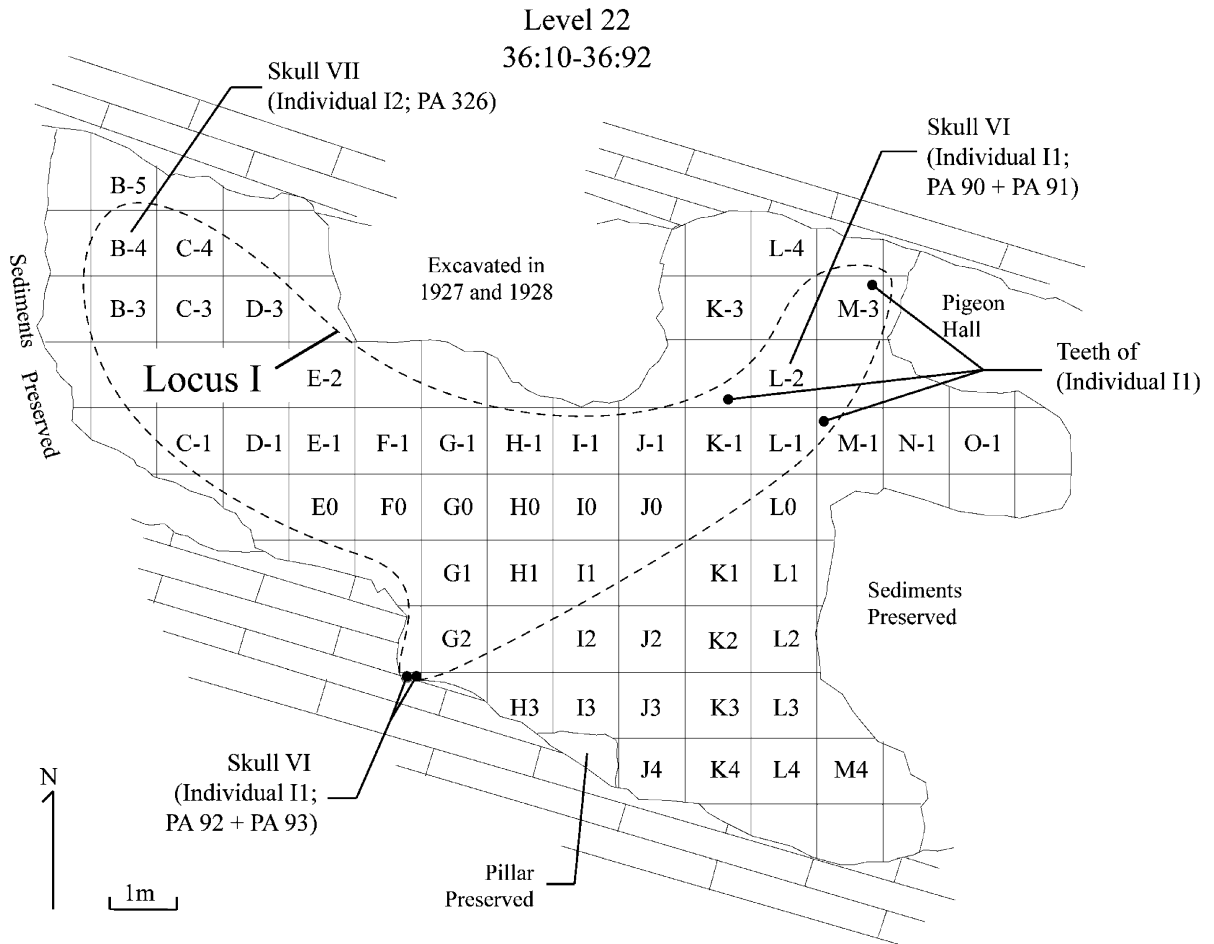 Level 22
36:10-36:92
Skull VII
(Individual I2; PA 326)
Skull VI
(Individual I1;
PA 90 + PA 91)
B-5
B-4 C-4 L-4
Excavated in
1927 and 1928
Sediments Preserved
B-3 C-3 D-3 K-3 M-3
Pigeon
Hall
Teeth of
(Individual I1)
Locus I
E-2 L-2
C-1 D-1 E-1 F-1 G-1 H-1 I-1 J-1 K-1 L-1 M-1 N-1 O-1
E0 F0 G0 H0 I0 J0 L0
G1 H1 I1 K1 L1
Sediments
Preserved
G2 I2 J2 K2 L2
H3 I3 J3 K3 L3
J4 K4 L4 M4
Skull VI
(Individual I1;
PA 92 + PA 93)
N
1m
Pillar
Preserved